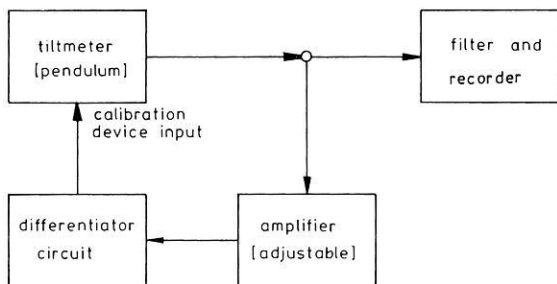 tiltmeter
[pendulum]
filter and
recorder
calibration
device input
differentiator
circuit
amplifier
[adjustable]